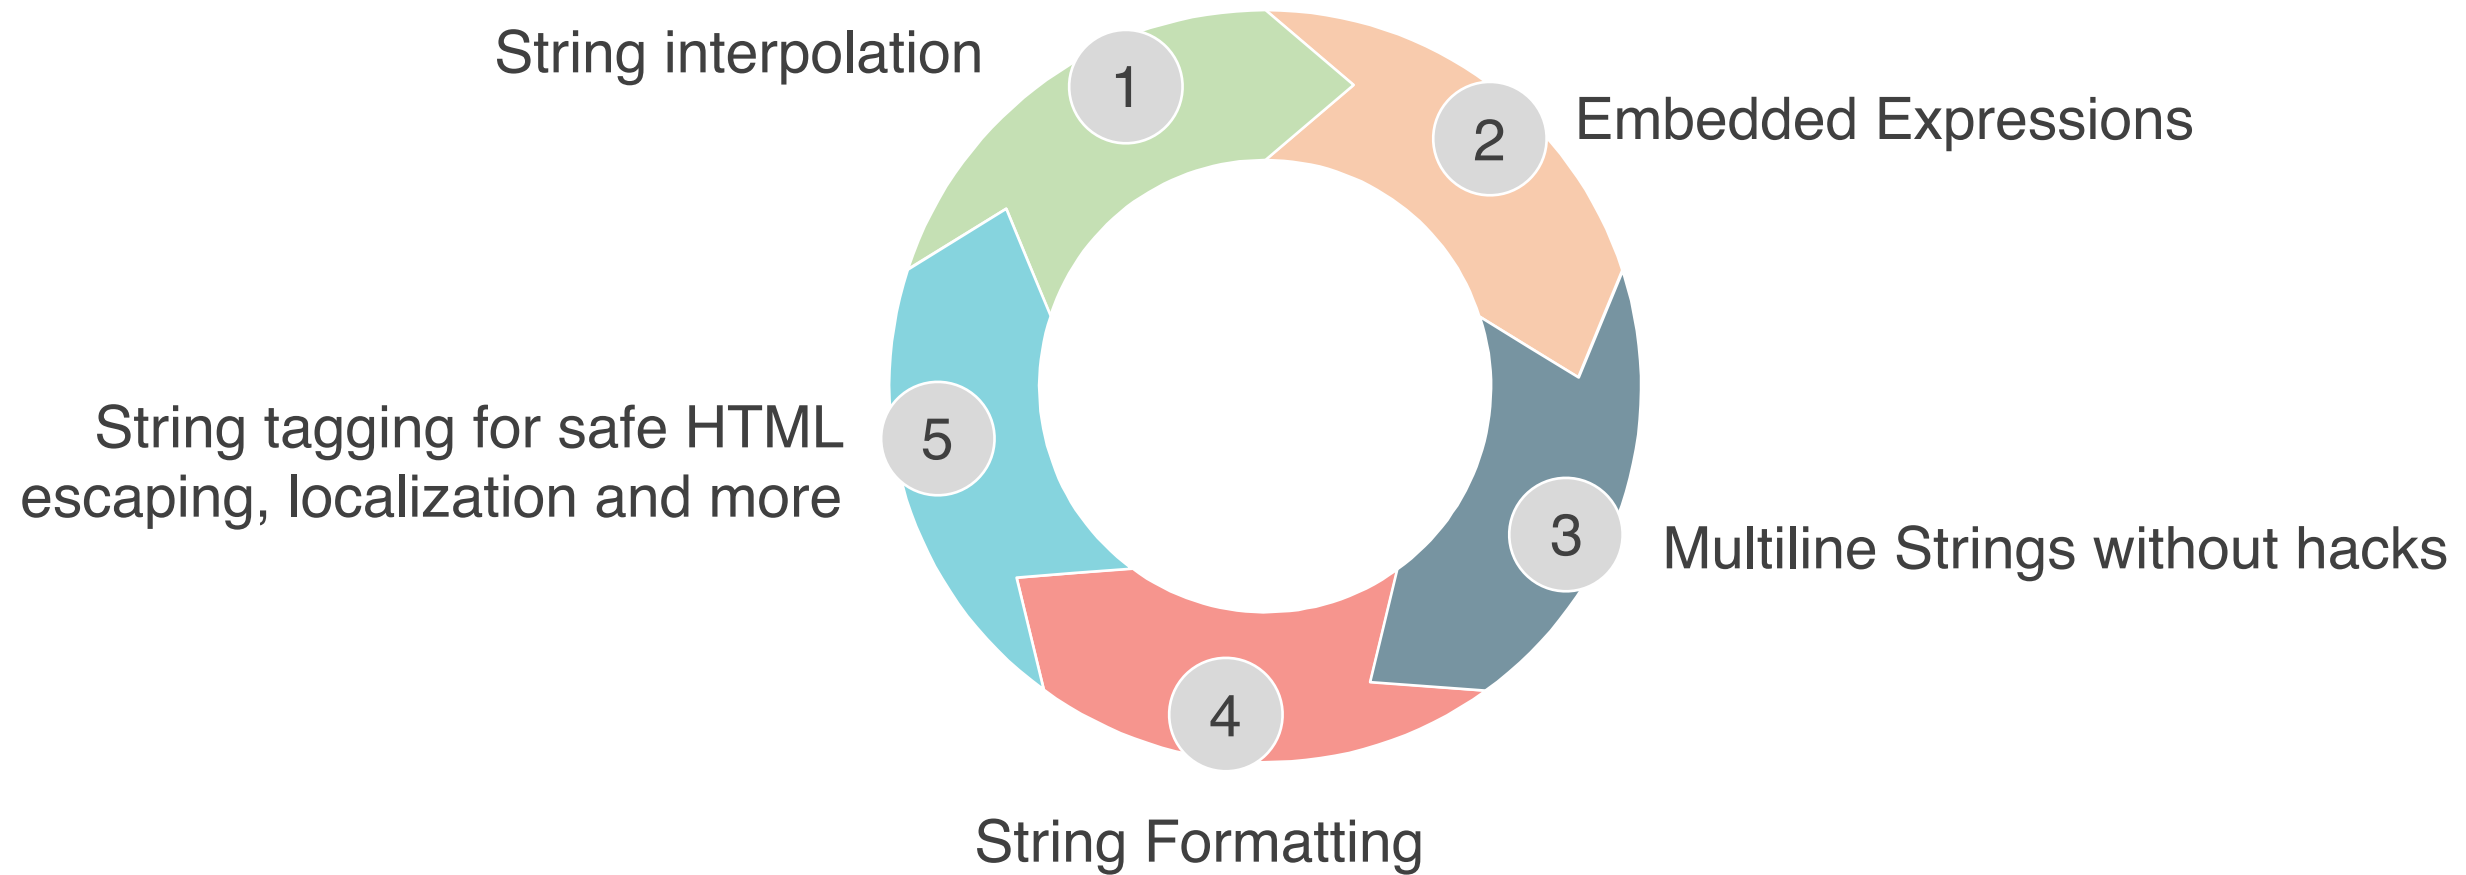 1
String interpolation
2
Embedded Expressions
3
Multiline Strings without hacks
4
String Formatting
5
String tagging for safe HTML
escaping, localization and more